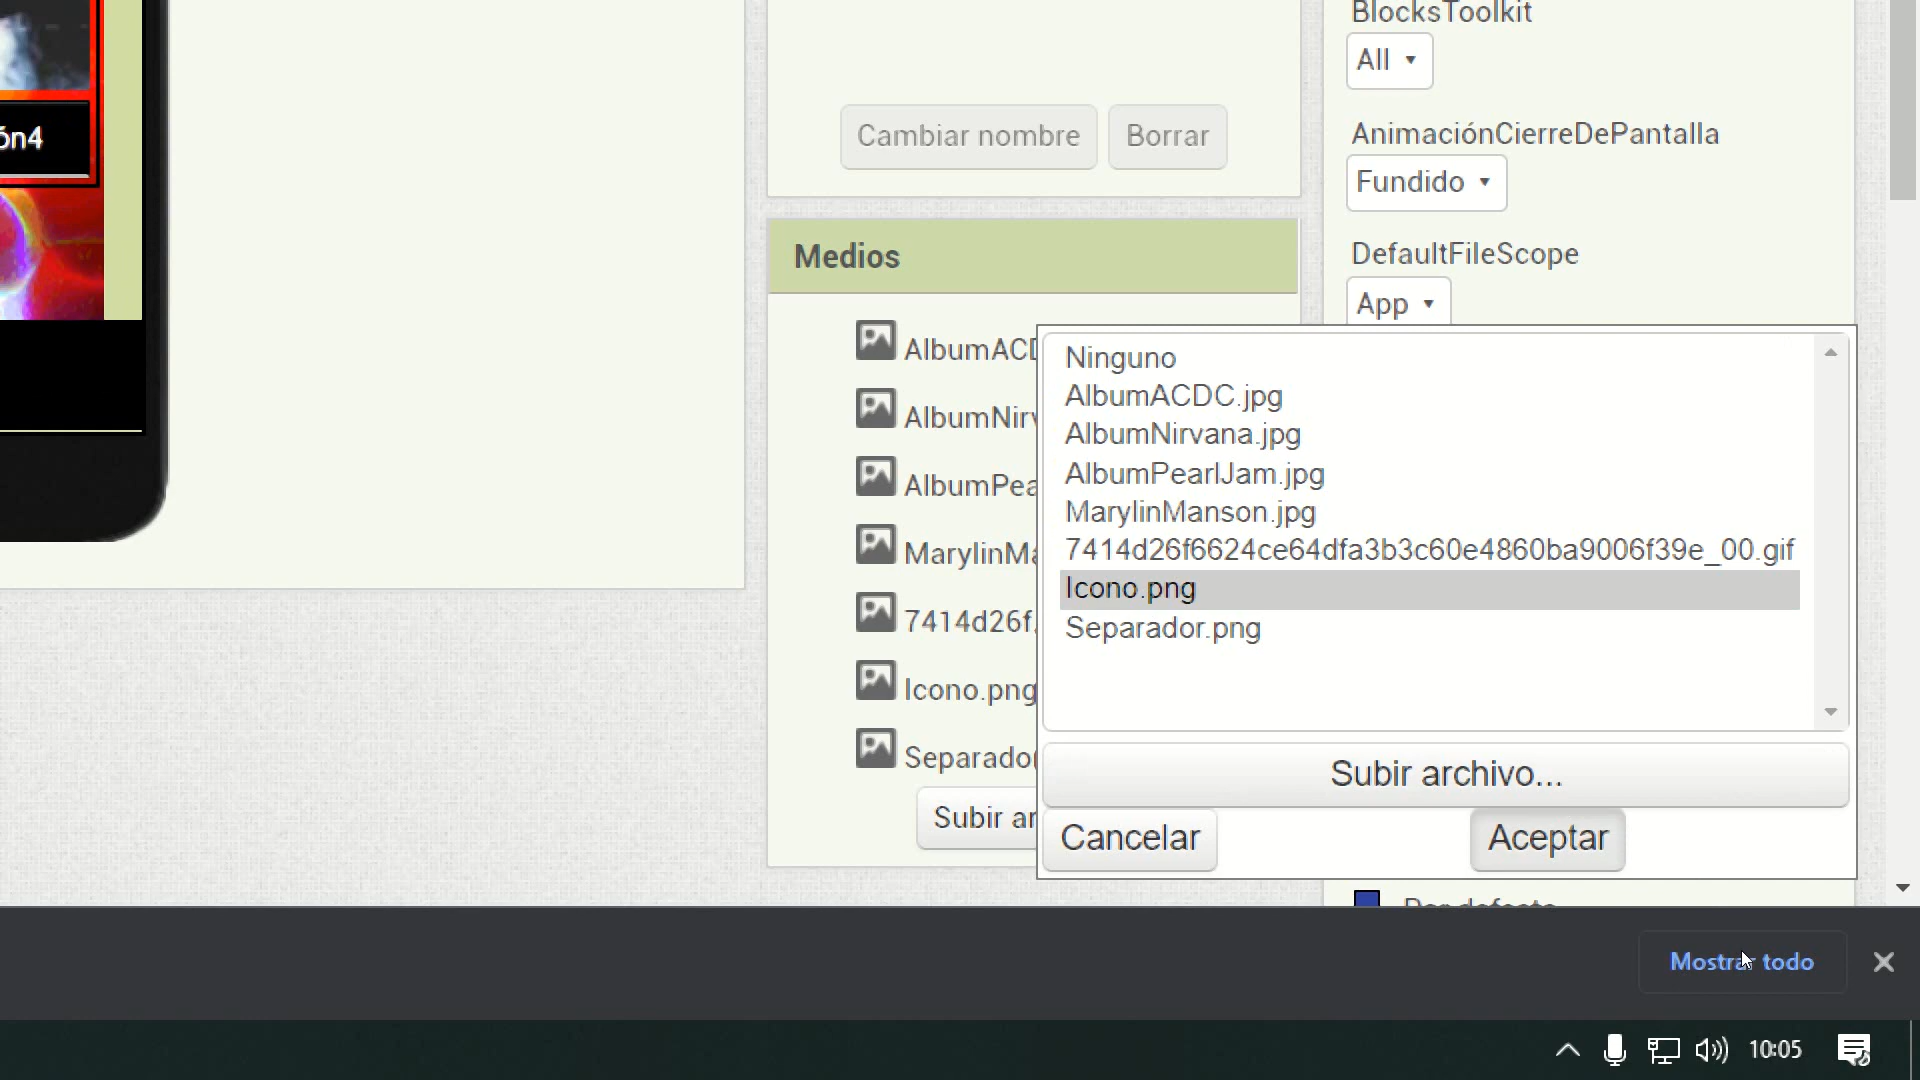 BlocksToolkit
All
ón4
Cambiar nombre
Borrar
AnimaciónCierreDePantalla
Fundido
Medios
DefaultFileScope
App
AlbumACD
AlbumNirv
AlbumPea
MarylinMa
7414d26f
Icono.png
Separador
Subir ar
Ninguno
AlbumACDC.jpg
AlbumNirvana.jpg
AlbumPearlJam.jpg
MarylinManson.jpg
7414d26f6624ce64dfa3b3c60e4860ba9006f39e_00.gif
Icono.png
Separador.png
Subir archivo...
Cancelar
Aceptar
Por defecto
Mostrar todo
10:05